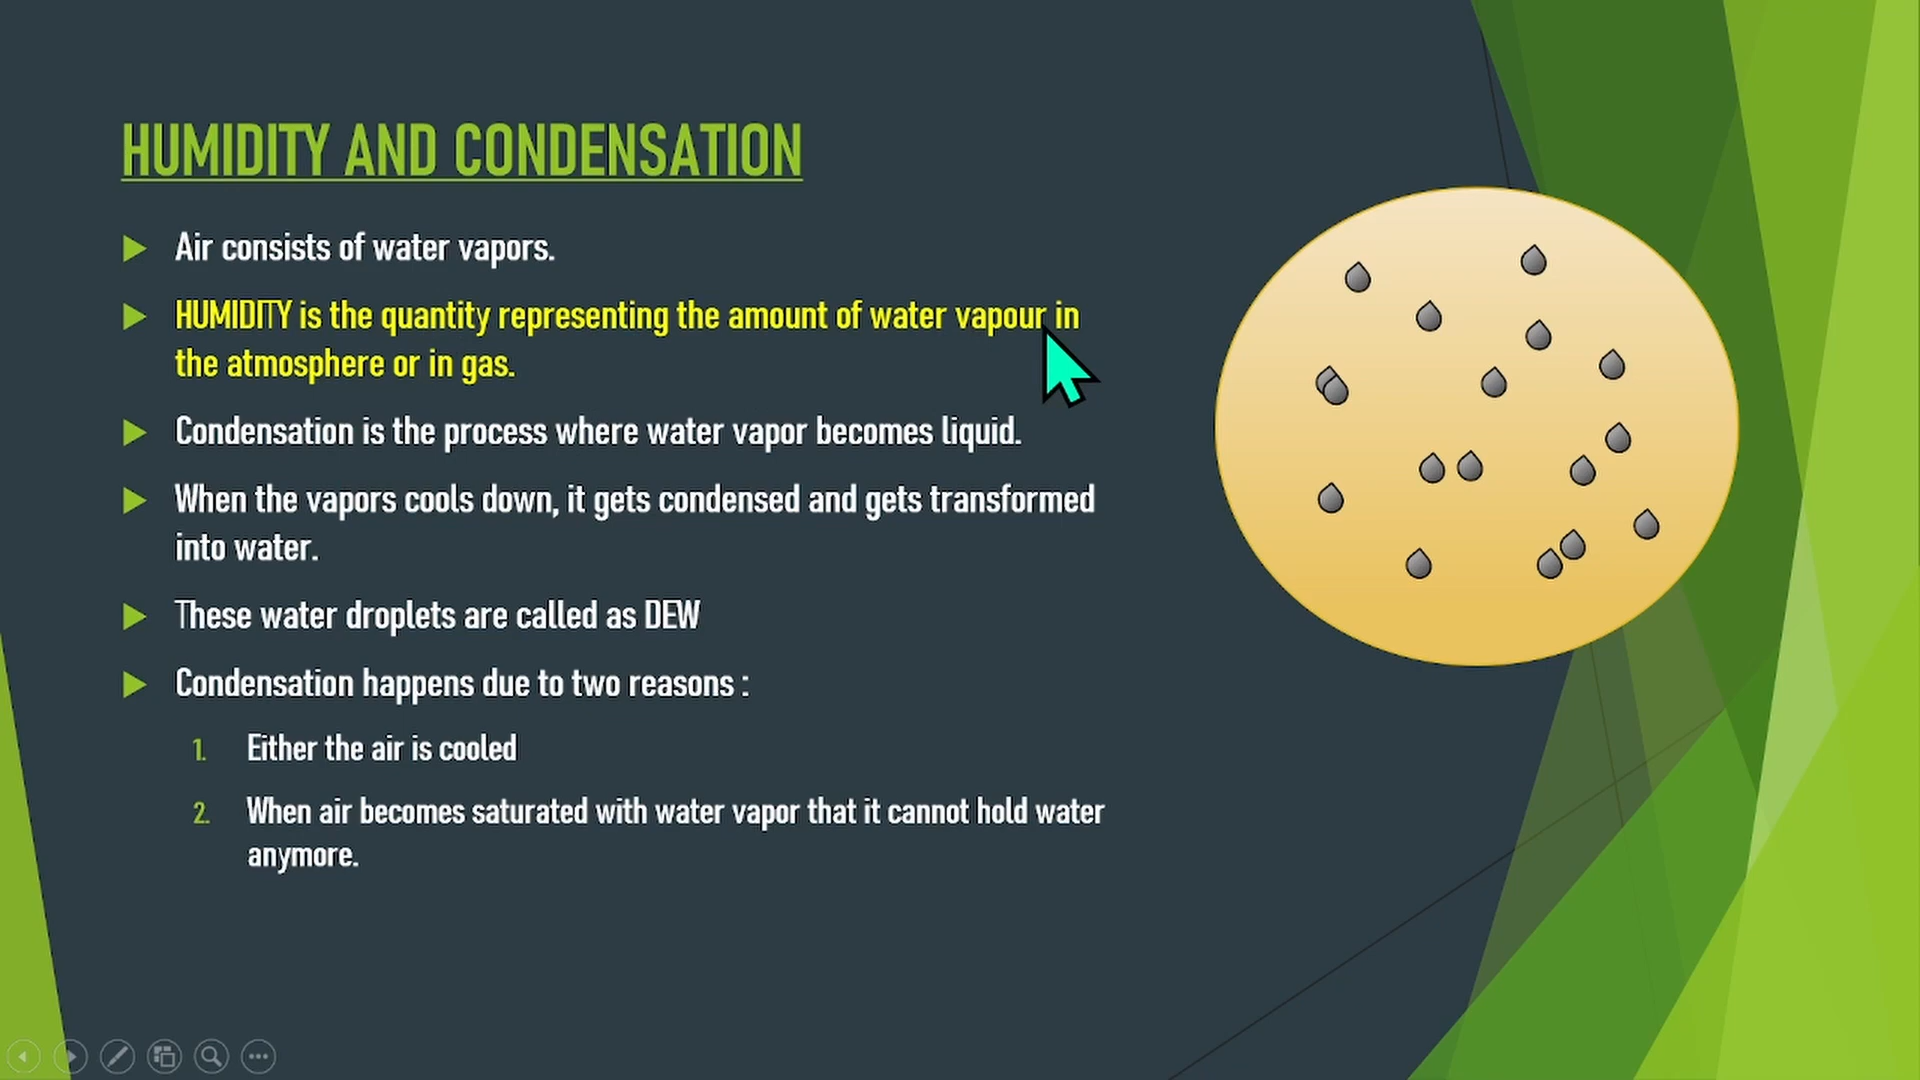 HUMIDITY AND CONDENSATION
Air consists of water vapors.
HUMIDITY is the quantity representing the amount of water vapour in
the atmosphere or in gas.
Condensation is the process where water vapor becomes liquid.
When the vapors cools down, it gets condensed and gets transformed
into water.
These water droplets are called as DEW
Condensation happens due to two reasons :
1. Either the air is cooled
2. When air becomes saturated with water vapor that it cannot hold water
anymore.